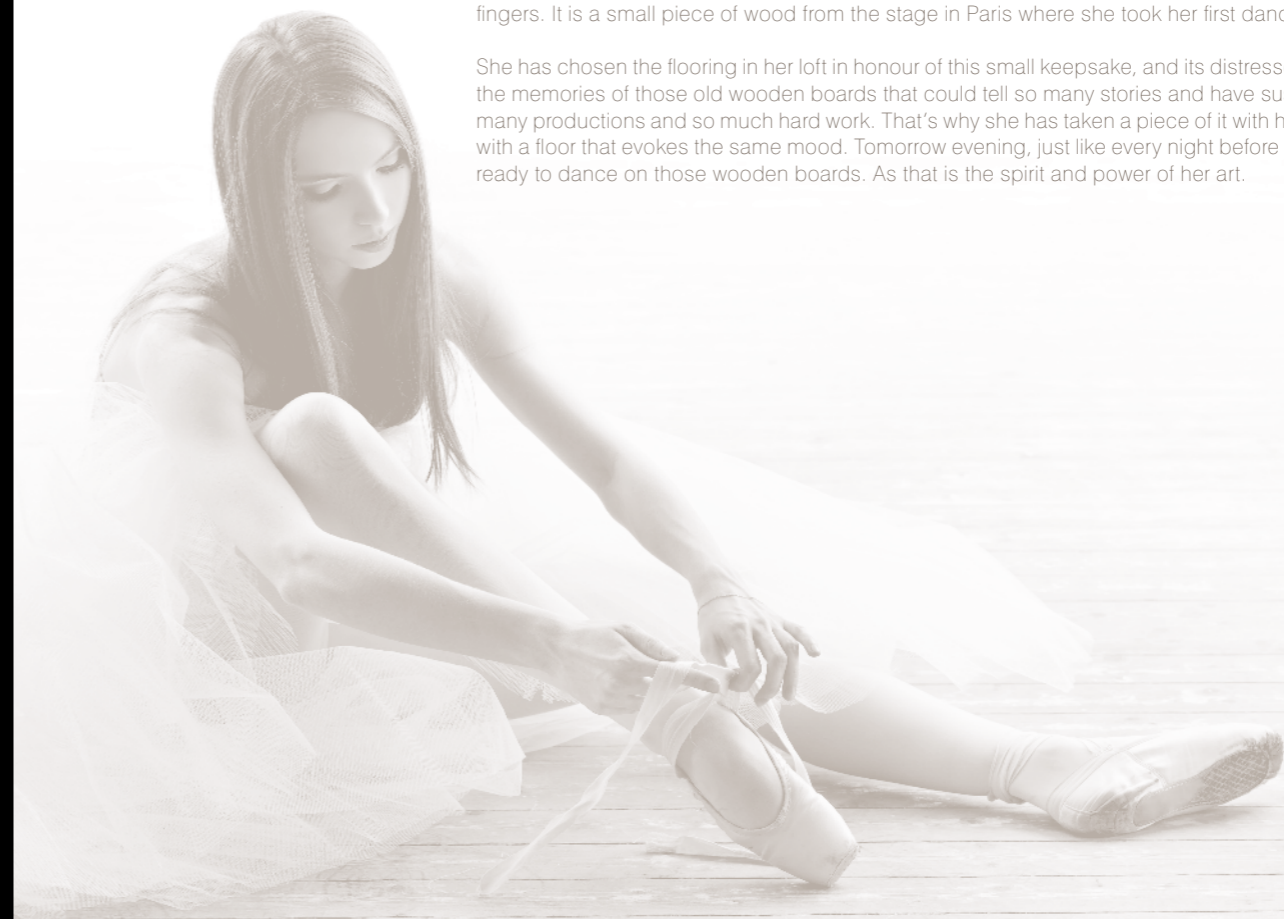 fingers. It is a small piece of wood from the stage in Paris where she took her first danc
She has chosen the flooring in her loft in honour of this small keepsake, and its distress
the memories of those old wooden boards that could tell so many stories and have su
many productions and so much hard work. That’s why she has taken a piece of it with h
with a floor that evokes the same mood. Tomorrow evening, just like every night before
ready to dance on those wooden boards. As that is the spirit and power of her art.